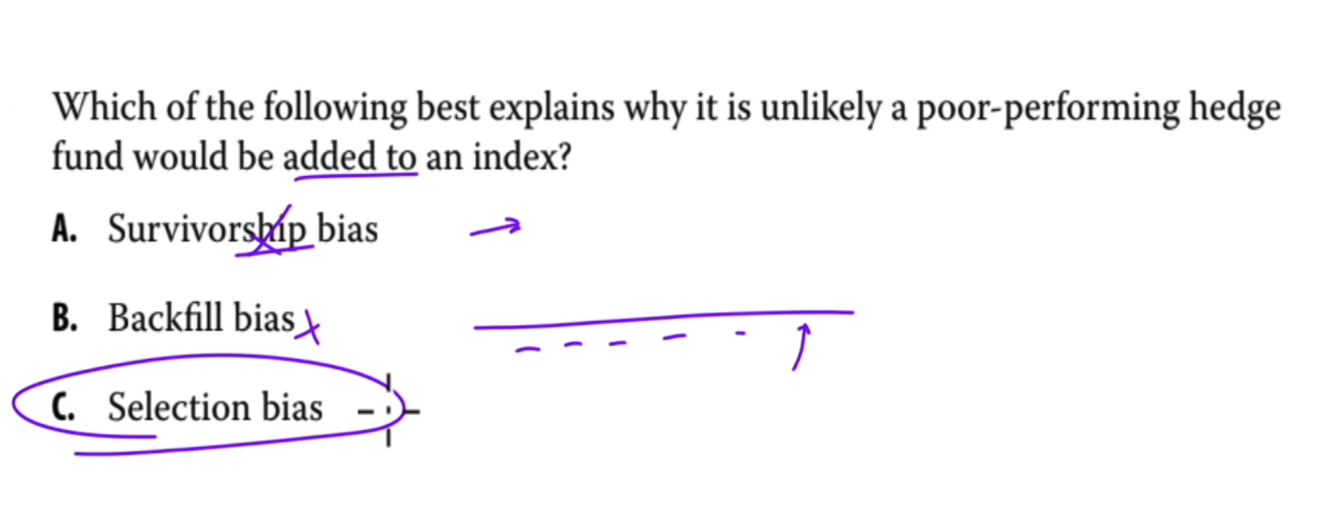 Which of the following best explains why it is unlikely a poor-performing hedge
fund would be added to an index?
A. Survivorship bias
B. Backfill bias
C. Selection bias